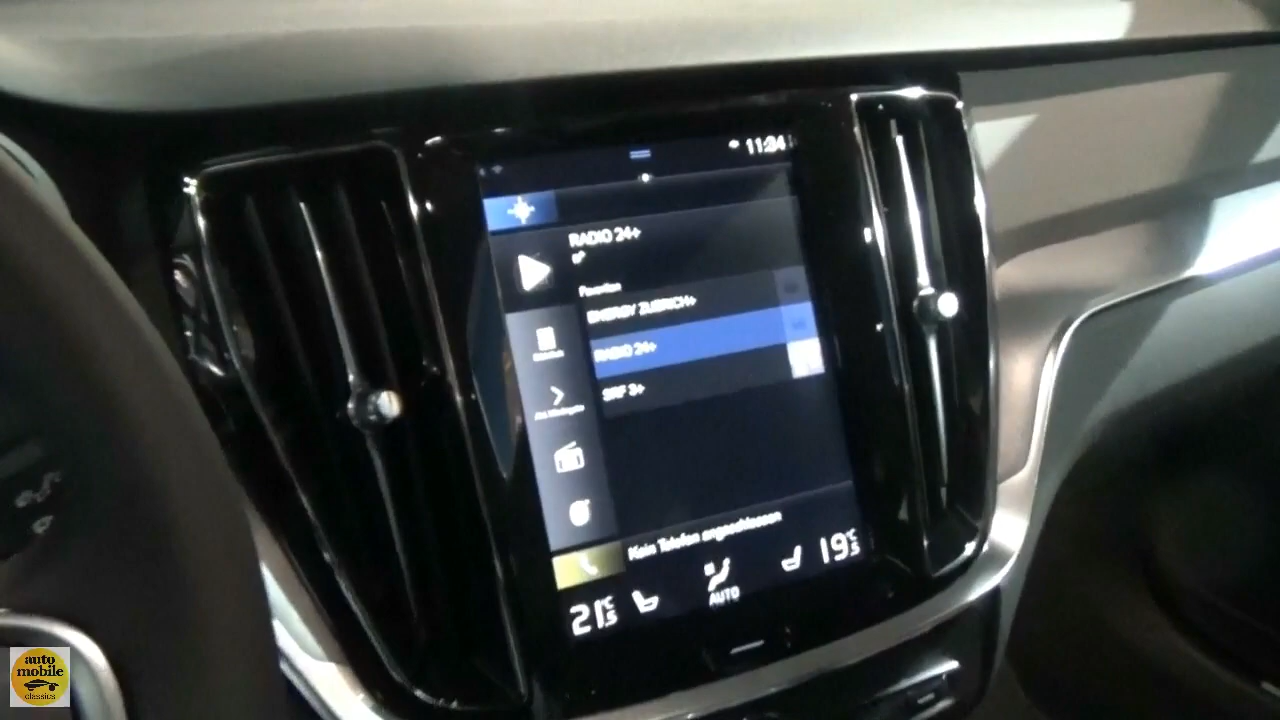 11:24
RADIO 24+
Favoriten
ENERGY ZUERICH+
RADIO 24+
SRF 3+
Kein Telefon angeschlossen
21.5°C
AUTO
19.5°C
auto
mobile
classics